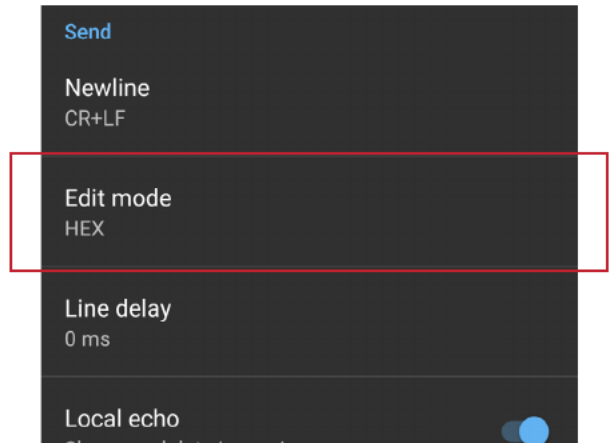 Send
Newline
CR+LF
Edit mode
HEX
Line delay
0 ms
Local echo